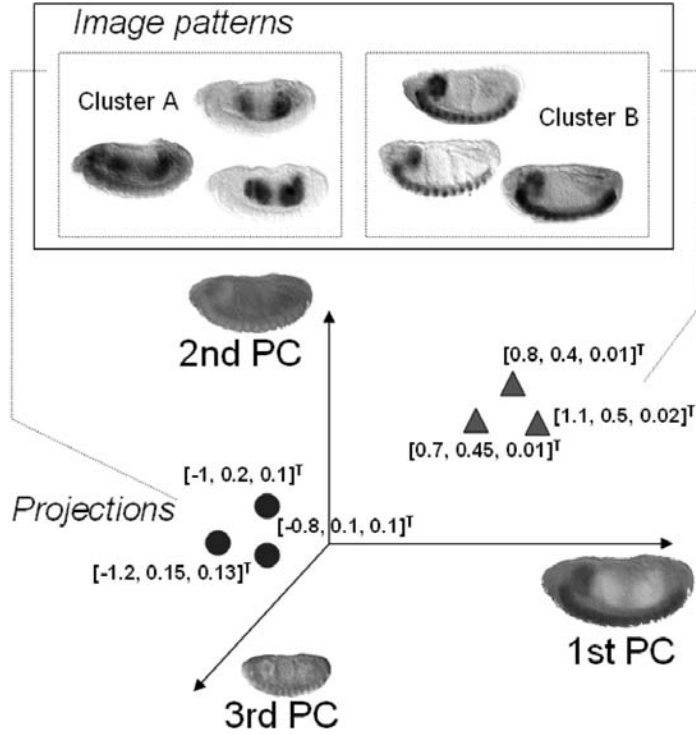 Image patterns
Cluster A
Cluster B
2nd PC
[0.8, 0.4, 0.01]ᵀ
[1.1, 0.5, 0.02]ᵀ
[0.7, 0.45, 0.01]ᵀ
[-1, 0.2, 0.1]ᵀ
Projections
[-0.8, 0.1, 0.1]ᵀ
[-1.2, 0.15, 0.13]ᵀ
1st PC
3rd PC